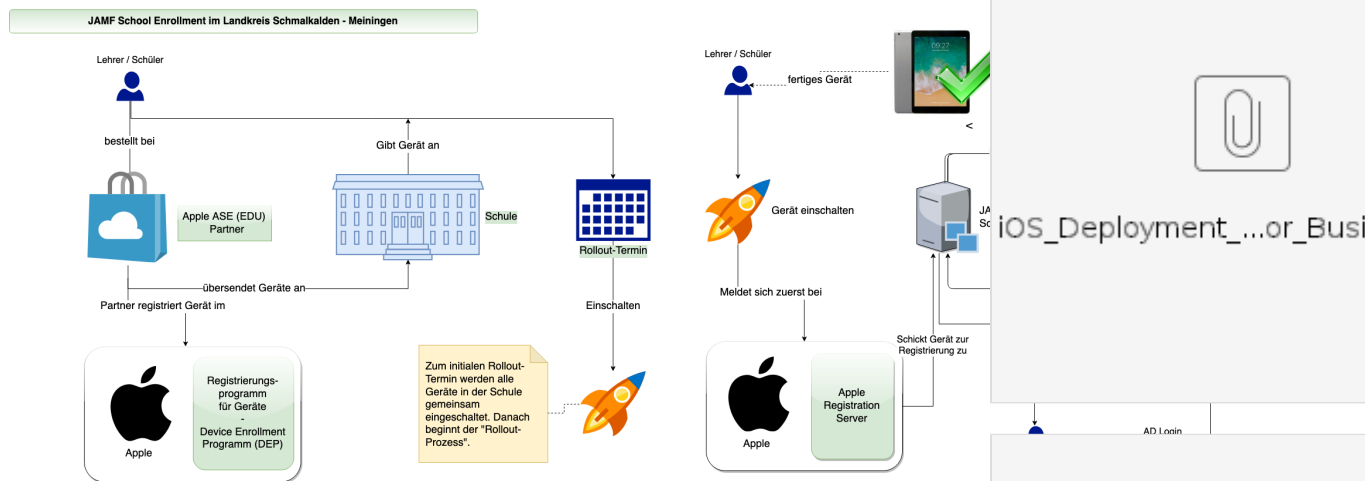 JAMF School Enrollment im Landkreis Schmalkalden - Meiningen
Lehrer / Schüler
bestellt bei
Gibt Gerät an
Apple ASE (EDU)
Partner
Schule
Rollout-Termin
übersendet Geräte an
Partner registriert Gerät im
Einschalten
Apple
Registrierungs-
programm
für Geräte
-
Device Enrollment
Programm (DEP)
Zum initialen Rollout-
Termin werden alle
Geräte in der Schule
gemeinsam
eingeschaltet. Danach
beginnt der "Rollout-
Prozess".
Lehrer / Schüler
fertiges Gerät
09:27
<
Gerät einschalten
Meldet sich zuerst bei
Schickt Gerät zur
Registrierung zu
Apple
Apple
Registration
Server
iOS_Deployment_...or_Busi
AD Login